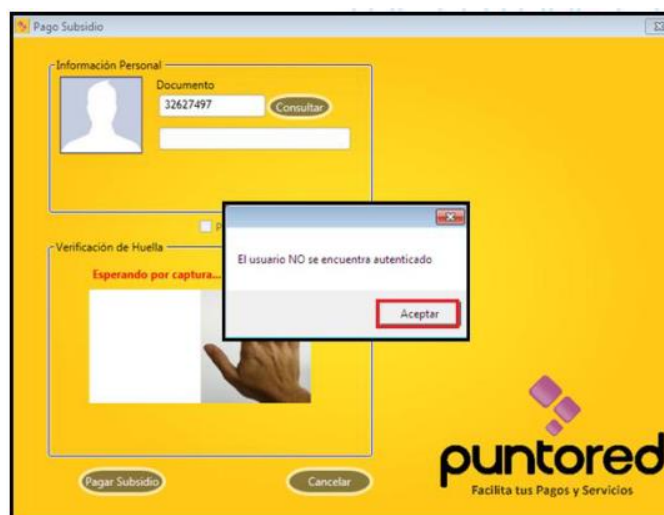 Pago Subsidio
Información Personal
Documento
32627497
Consultar
El usuario NO se encuentra autenticado
Verificación de Huella
Esperando por captura...
Aceptar
Pagar Subsidio
Cancelar
puntored
Facilita tus Pagos y Servicios